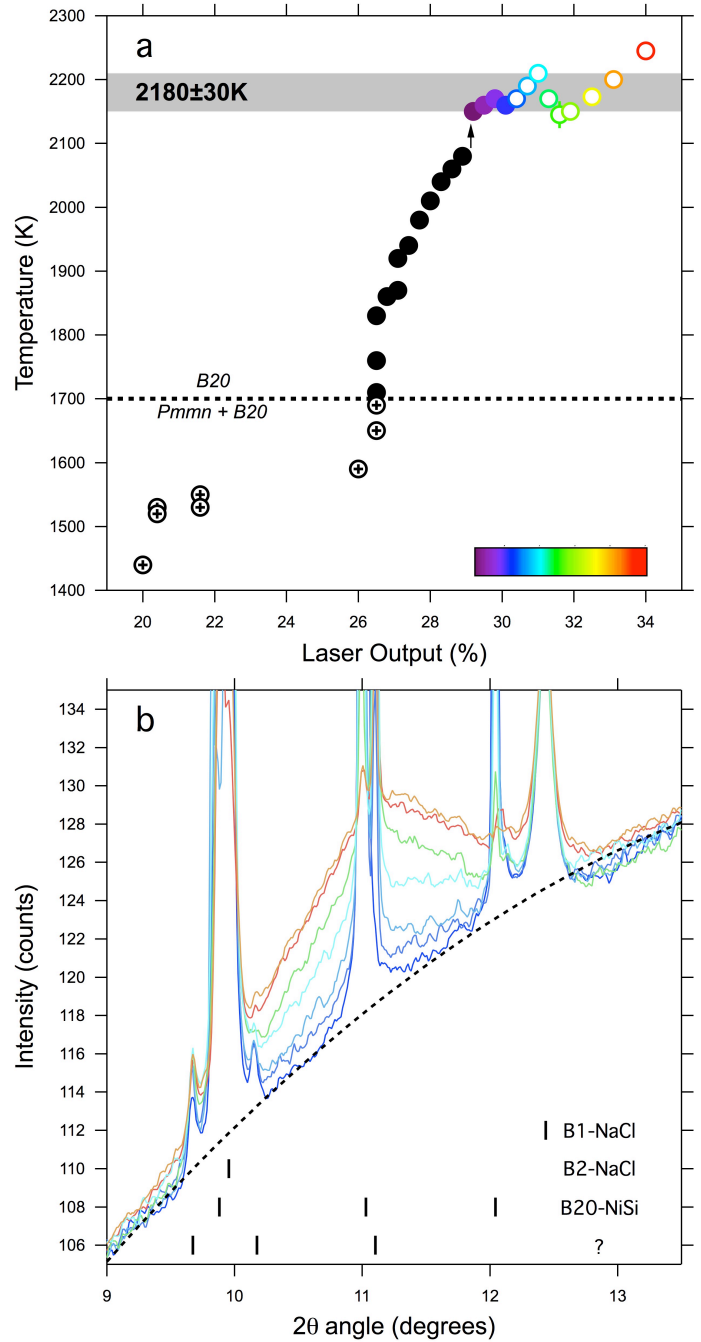 a
2300
2200
2180±30K
2100
2000
1900
1800
B20
1700
Pmmn + B20
1600
1500
1400
Temperature (K)
20 22 24 26 28 30 32 34
Laser Output (%)
b
134
132
130
128
126
124
122
120
118
116
114
112
110
108
106
Intensity (counts)
B1-NaCl
B2-NaCl
B20-NiSi
?
9 10 11 12 13
2θ angle (degrees)